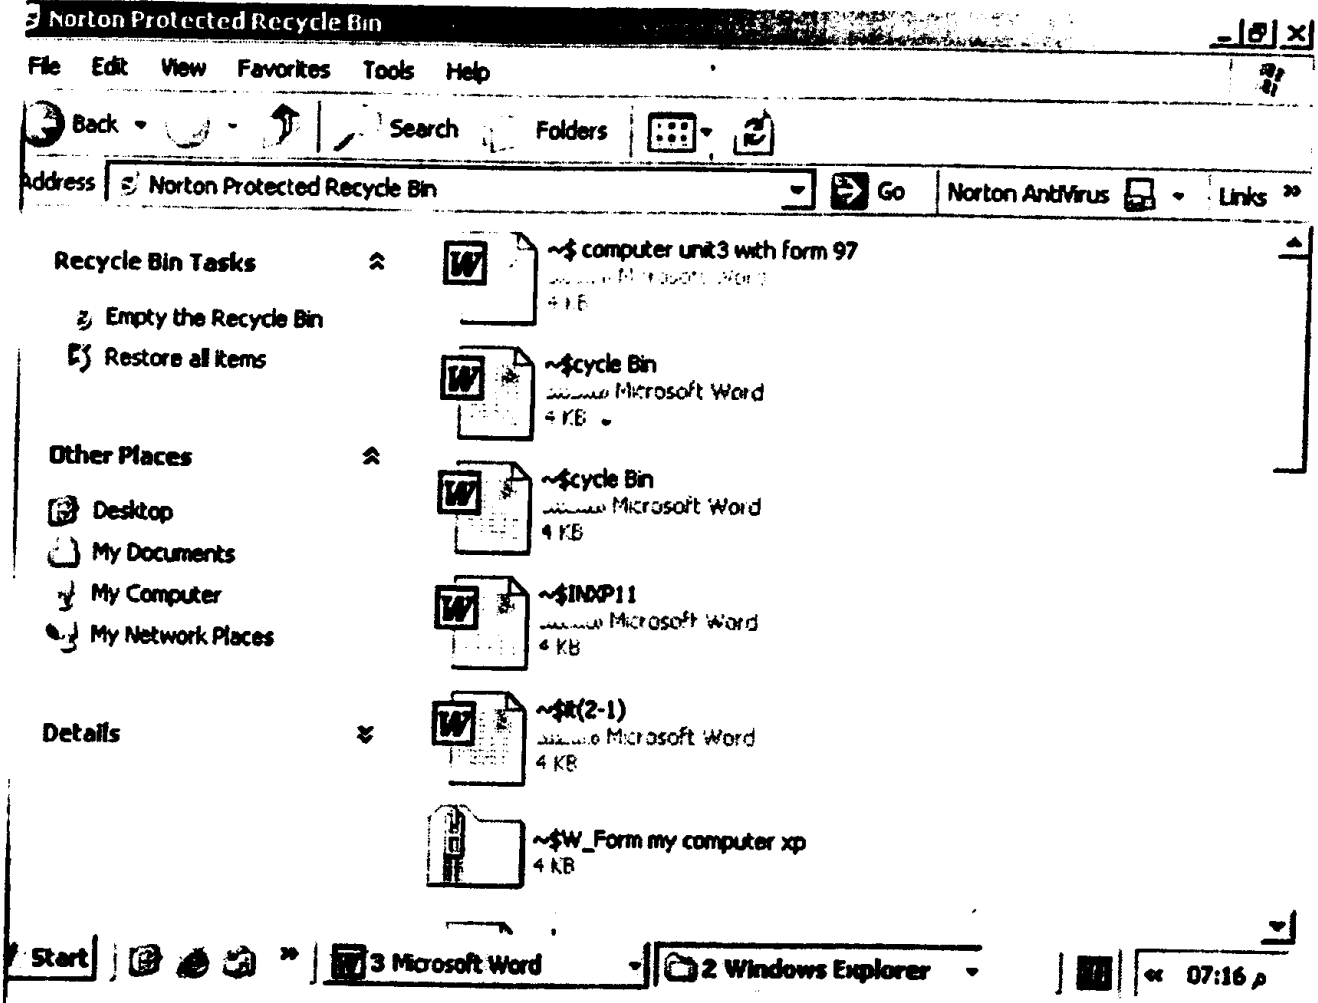 Norton Protected Recycle Bin
File Edit View Favorites Tools Help
Back Search Folders
Address Norton Protected Recycle Bin Go Norton AntiVirus Links »
Recycle Bin Tasks
Empty the Recycle Bin
Restore all items
Other Places
Desktop
My Documents
My Computer
My Network Places
Details
~$ computer unit3 with form 97
Microsoft Word
4 KB
~$cycle Bin
Microsoft Word
4 KB
~$cycle Bin
Microsoft Word
4 KB
~$INXP11
Microsoft Word
4 KB
~$lt(2-1)
Microsoft Word
4 KB
~$W_Form my computer xp
4 KB
Start » 3 Microsoft Word 2 Windows Explorer « 07:16 م